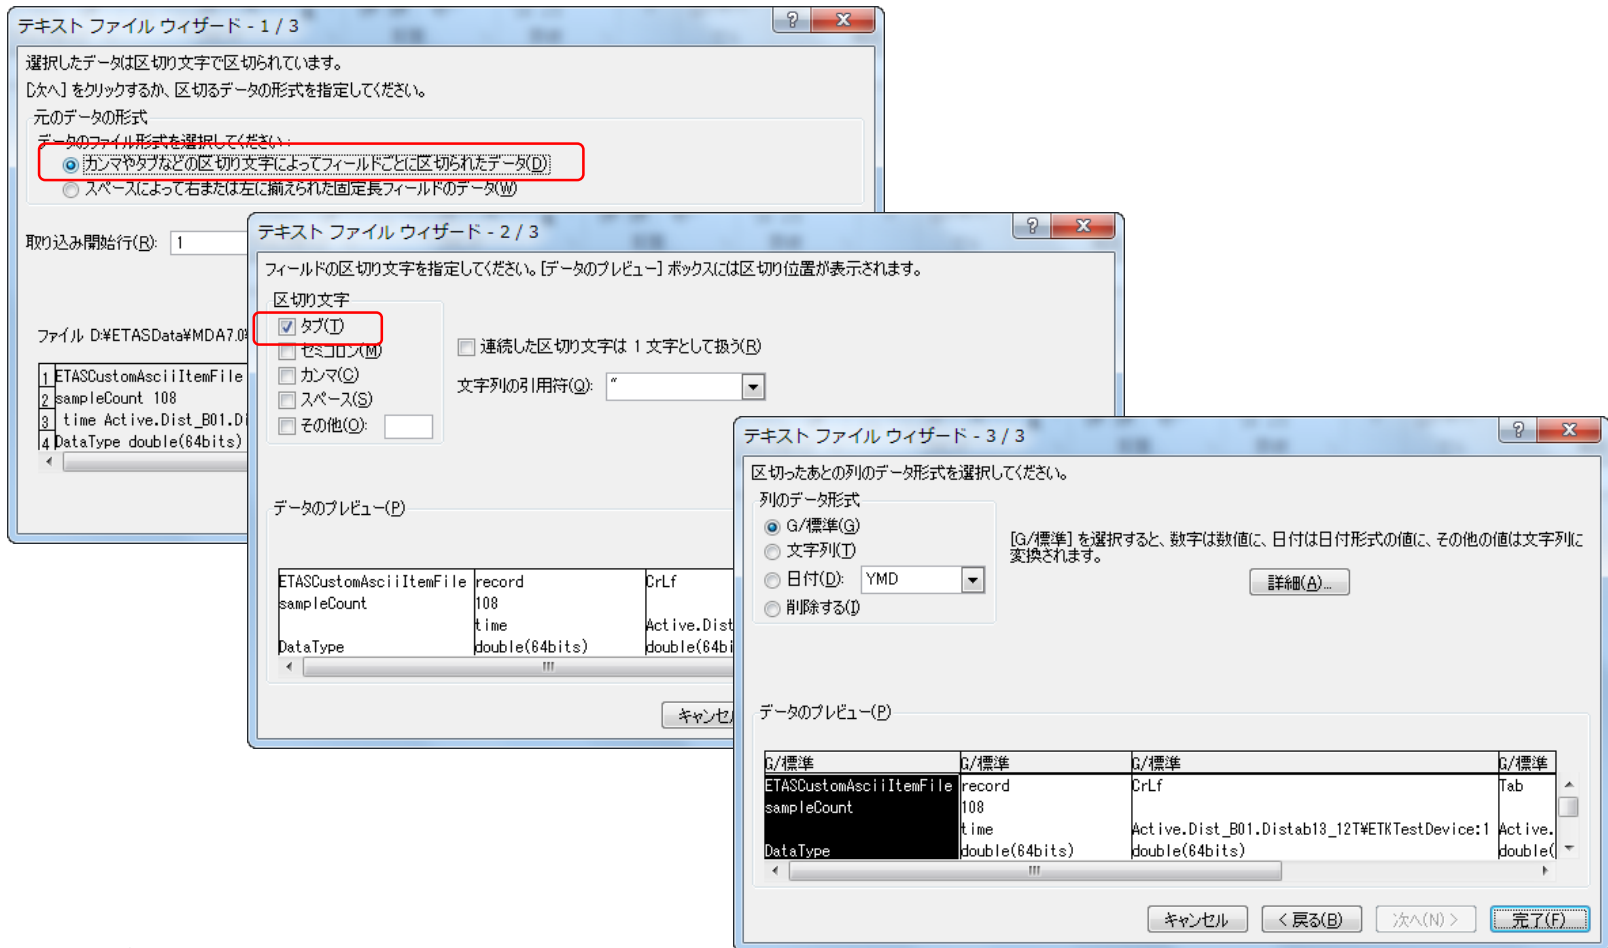 テキスト ファイル ウィザード - 1 / 3
選択したデータは区切り文字で区切られています。
[次へ] をクリックするか、区切るデータの形式を指定してください。
元のデータの形式
データのファイル形式を選択してください:
カンマやタブなどの区切り文字によってフィールドごとに区切られたデータ(D)
スペースによって右または左に揃えられた固定長フィールドのデータ(W)
取り込み開始行(R): 1
ファイル D:¥ETASData¥MDA7.0
1 ETASCustomAsciiItemFile
2 sampleCount 108
3 time Active.Dist_B01.Di
4 DataType double(64bits)
テキスト ファイル ウィザード - 2 / 3
フィールドの区切り文字を指定してください。[データのプレビュー] ボックスには区切り位置が表示されます。
区切り文字
タブ(T)
セミコロン(M)
カンマ(C)
スペース(S)
その他(O):
連続した区切り文字は 1 文字として扱う(R)
文字列の引用符(Q): "
データのプレビュー(P)
ETASCustomAsciiItemFile record CrLf
sampleCount 108
time Active.Dist
DataType double(64bits) double(64bi
キャンセ
テキスト ファイル ウィザード - 3 / 3
区切ったあとの列のデータ形式を選択してください。
列のデータ形式
G/標準(G)
文字列(T)
日付(D): YMD
削除する(I)
[G/標準] を選択すると、数字は数値に、日付は日付形式の値に、その他の値は文字列に
変換されます。
詳細(A)...
データのプレビュー(P)
G/標準 G/標準 G/標準 G/標準
ETASCustomAsciiItemFile record CrLf Tab
sampleCount 108
time Active.Dist_B01.Distab13_12T¥ETKTestDevice:1 Active.
DataType double(64bits) double(64bits) double(
キャンセル < 戻る(B) 次へ(N) > 完了(F)